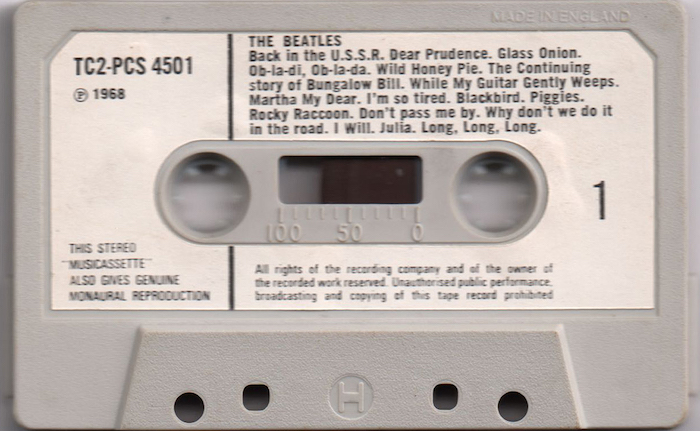 MADE IN ENGLAND
TC2-PCS 4501
Ⓟ 1968
THE BEATLES
Back in the U.S.S.R. Dear Prudence. Glass Onion.
Ob-la-di, Ob-la-da. Wild Honey Pie. The Continuing
story of Bungalow Bill. While My Guitar Gently Weeps.
Martha My Dear. I'm so tired. Blackbird. Piggies.
Rocky Raccoon. Don't pass me by. Why don't we do it
in the road. I Will. Julia. Long, Long, Long.
1
100 50 0
THIS STEREO
"MUSICASSETTE"
ALSO GIVES GENUINE
MONAURAL REPRODUCTION
All rights of the recording company and of the owner of
the recorded work reserved. Unauthorised public performance,
broadcasting and copying of this tape record prohibited
H